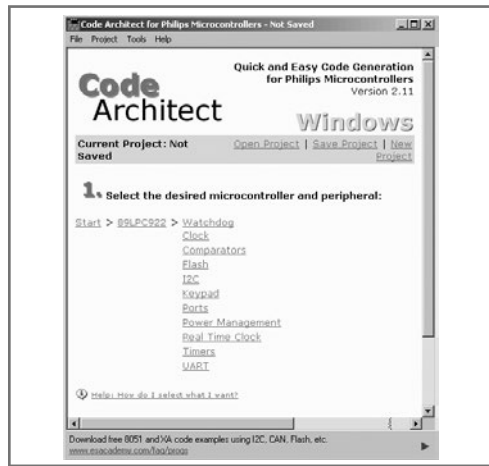 Code Architect for Philips Microcontrollers - Not Saved
File Project Tools Help
Quick and Easy Code Generation
for Philips Microcontrollers
Version 2.11
Code
Architect
Windows
Current Project: Not
Saved
Open Project | Save Project | New
Project
1. Select the desired microcontroller and peripheral:
Start > 89LPC922 > Watchdog
Clock
Comparators
Flash
I2C
Keypad
Ports
Power Management
Real Time Clock
Timers
UART
Help: How do I select what I want?
Download free 8051 and XA code examples using I2C, CAN, Flash, etc.
www.esacademy.com/faq/progs